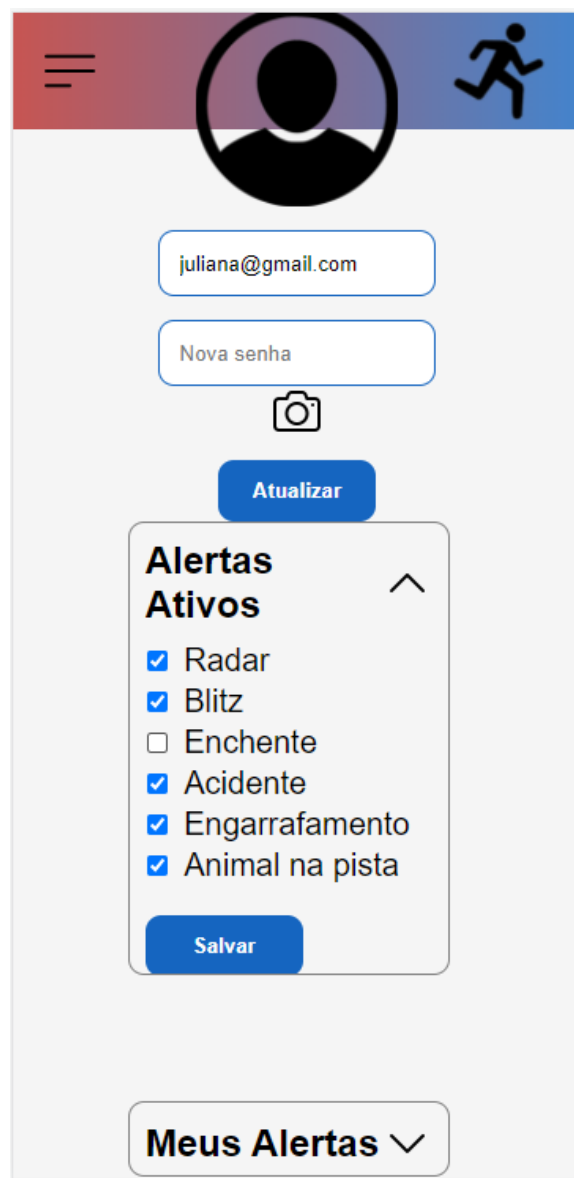 juliana@gmail.com
Nova senha
Atualizar
Alertas
Ativos
Radar
Blitz
Enchente
Acidente
Engarrafamento
Animal na pista
Salvar
Meus Alertas